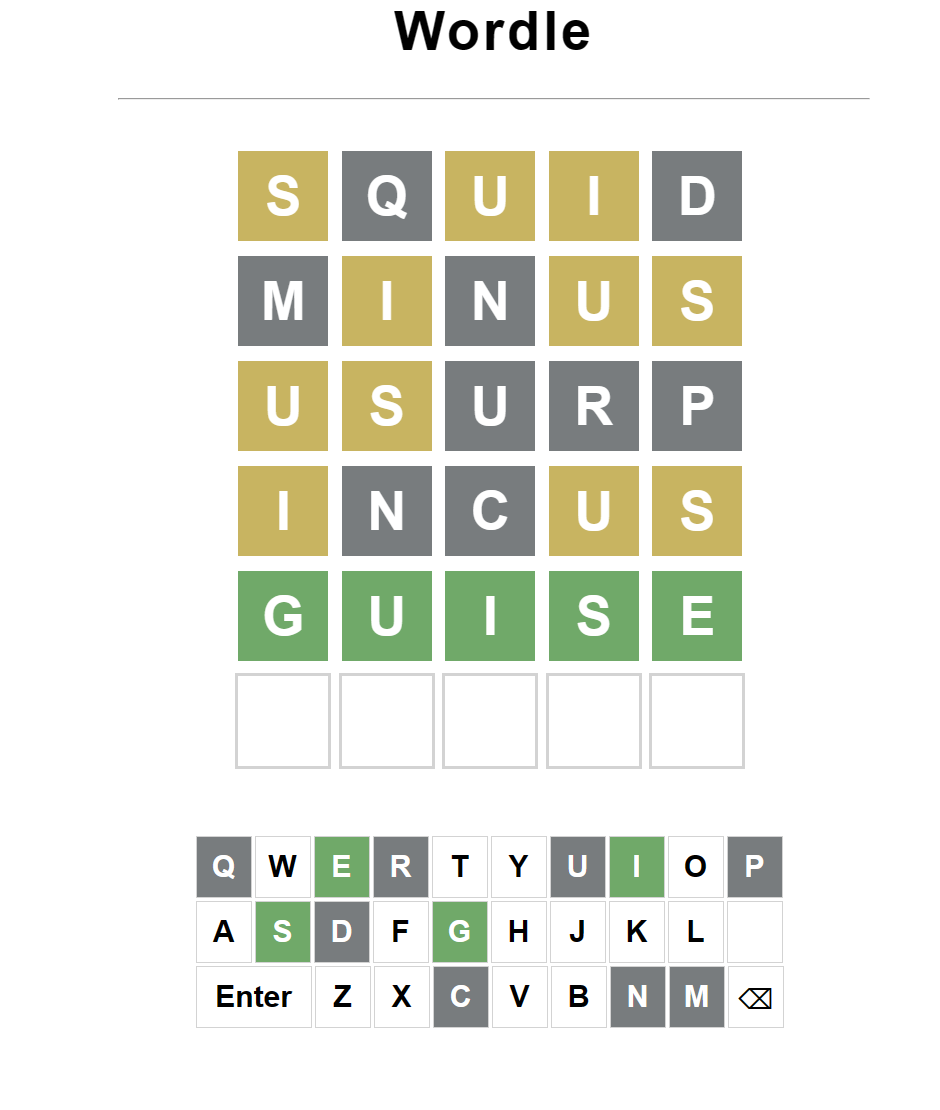 Wordle
S Q U I D
M I N U S
U S U R P
I N C U S
G U I S E
Q W E R T Y U I O P
A S D F G H J K L
Enter Z X C V B N M ⌫